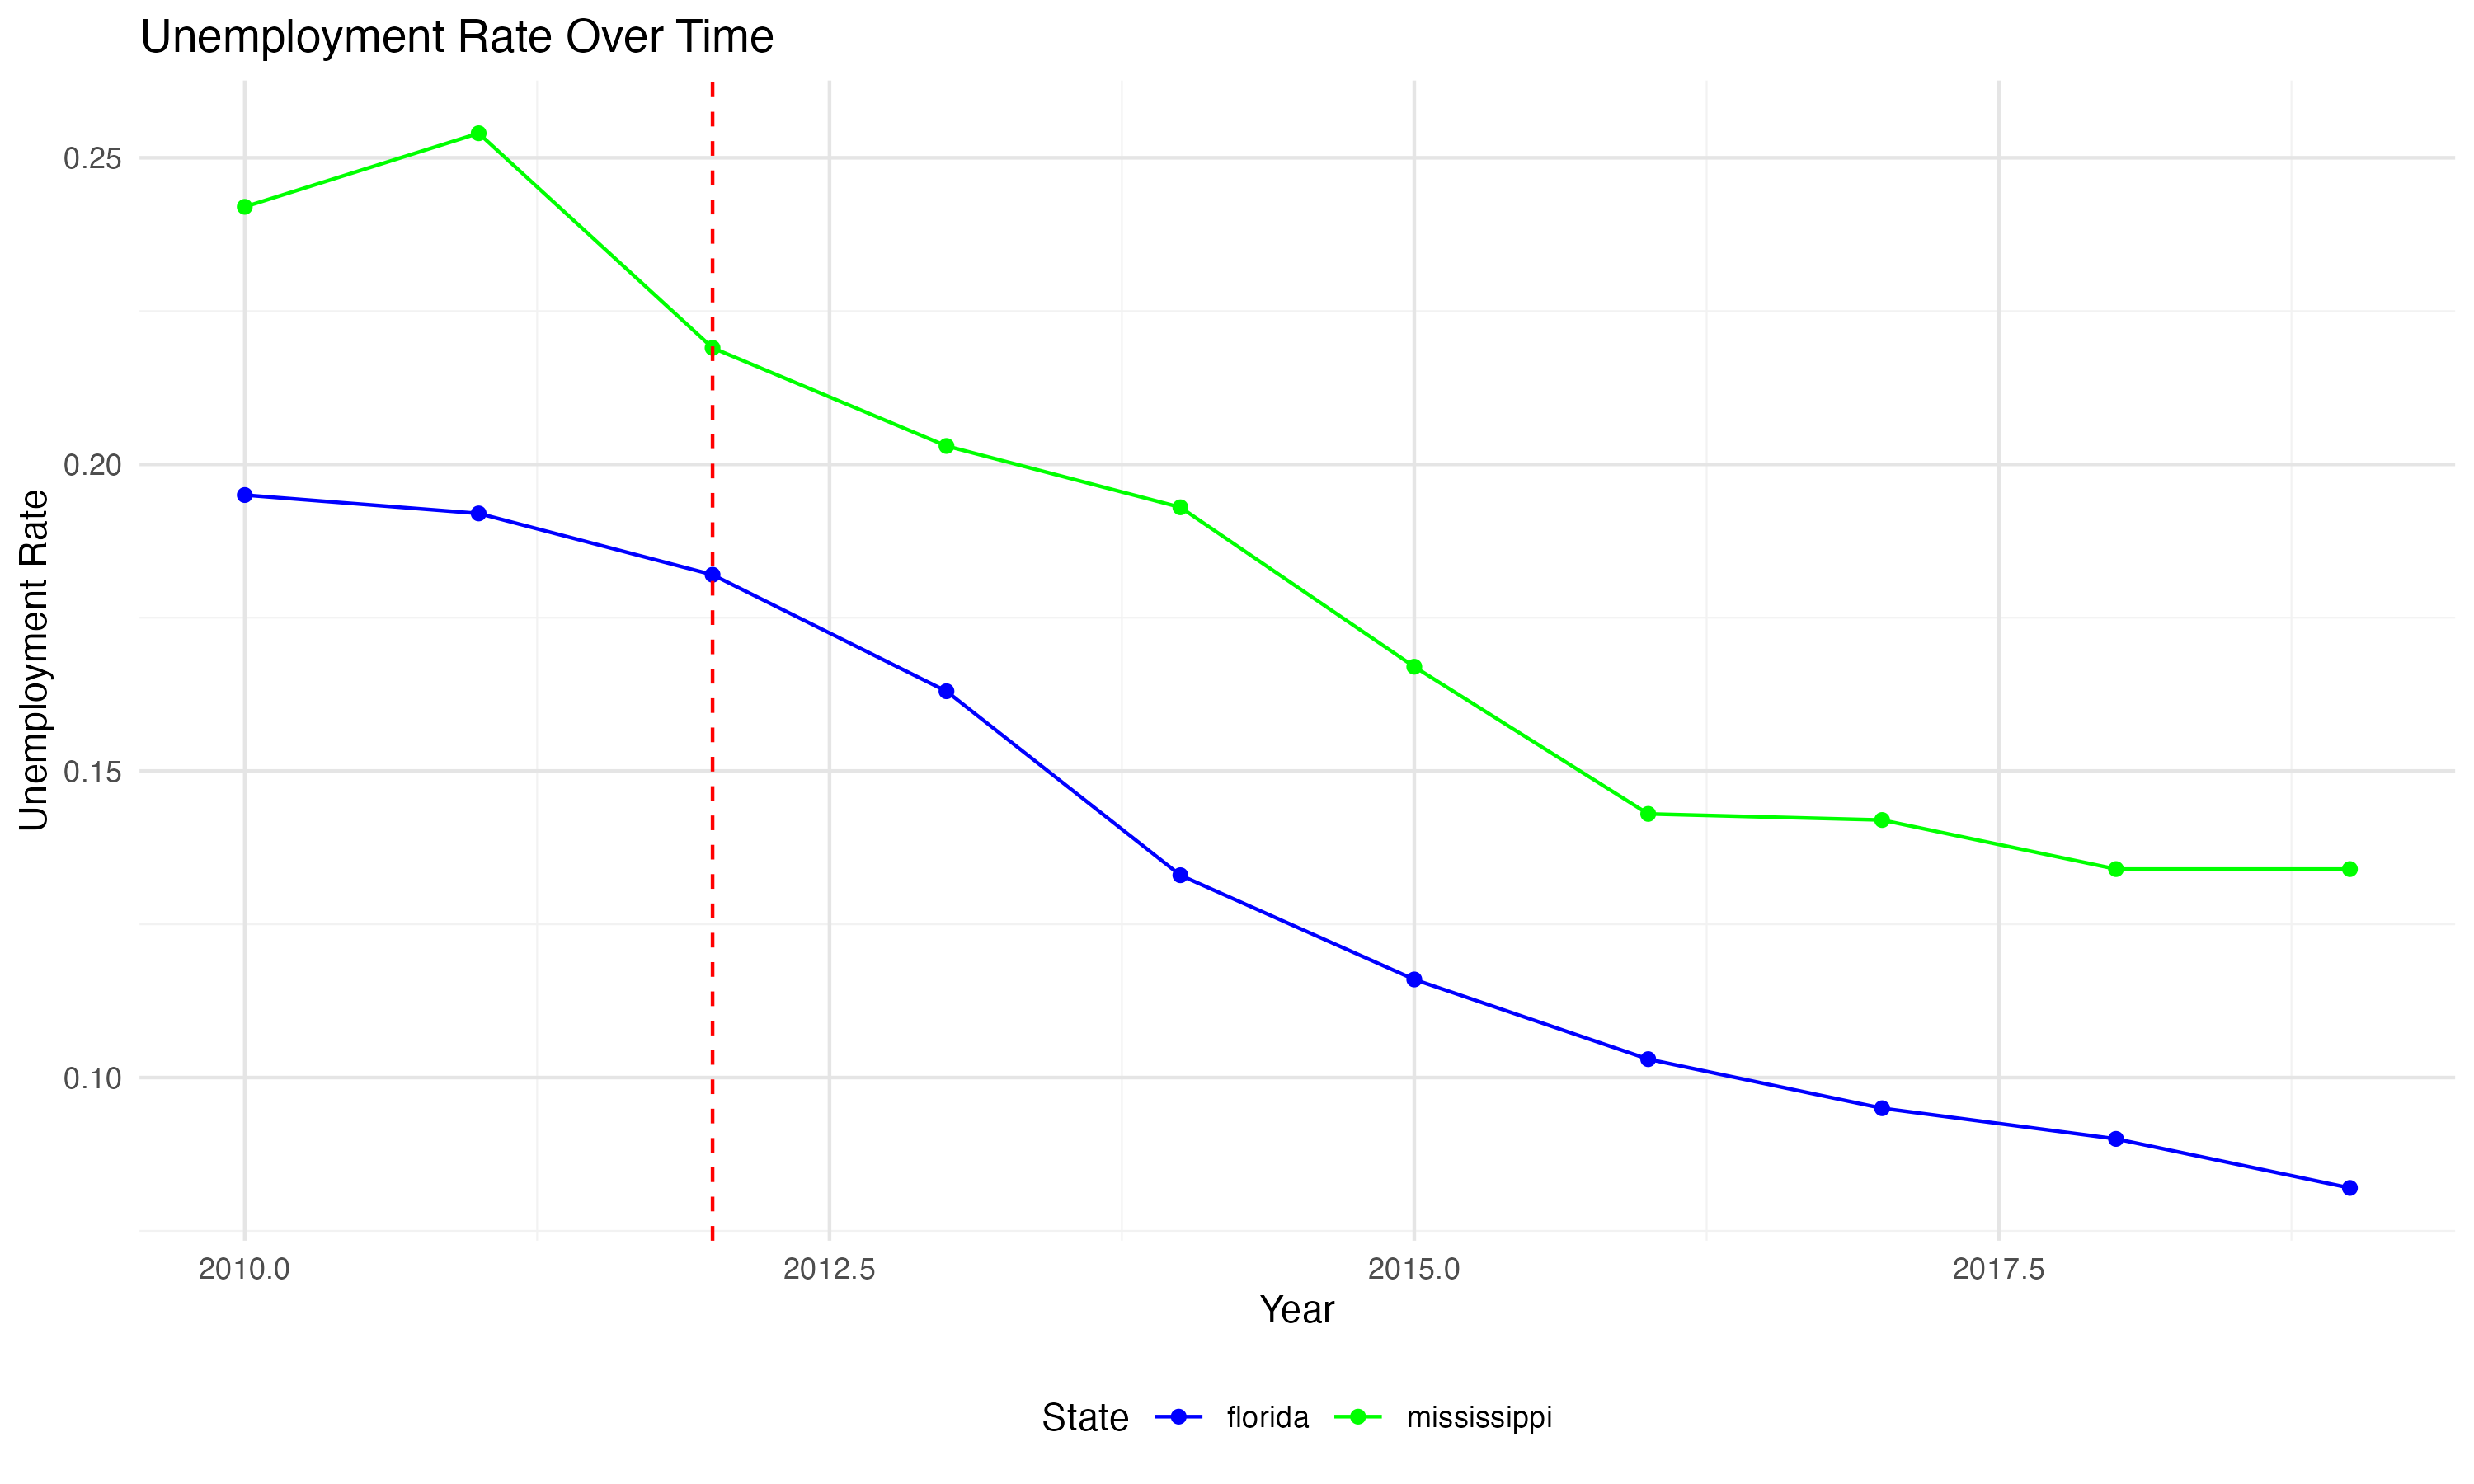 Unemployment Rate Over Time
Unemployment Rate
0.25
0.20
0.15
0.10
2010.0 2012.5 2015.0 2017.5
Year
State florida mississippi